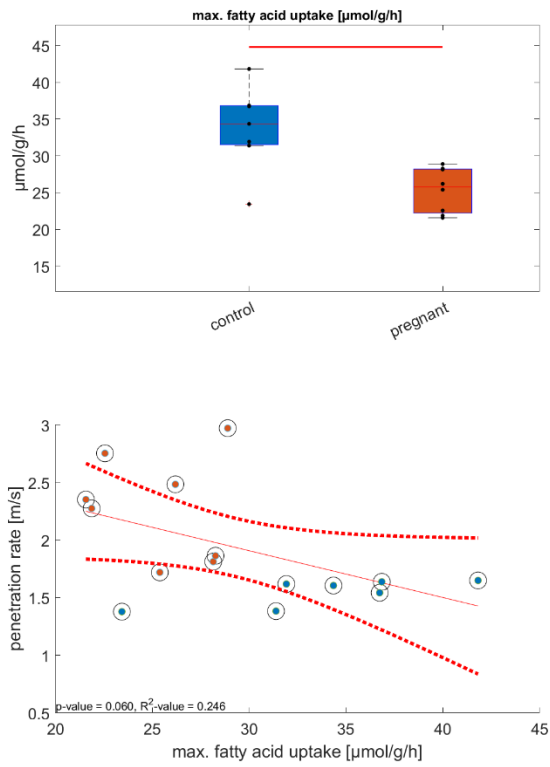 max. fatty acid uptake [µmol/g/h]
45
40
35
30
25
20
15
µmol/g/h
control
pregnant
3
2.5
2
1.5
1
0.5
penetration rate [m/s]
p-value = 0.060, R²-value = 0.246
20 25 30 35 40 45
max. fatty acid uptake [µmol/g/h]